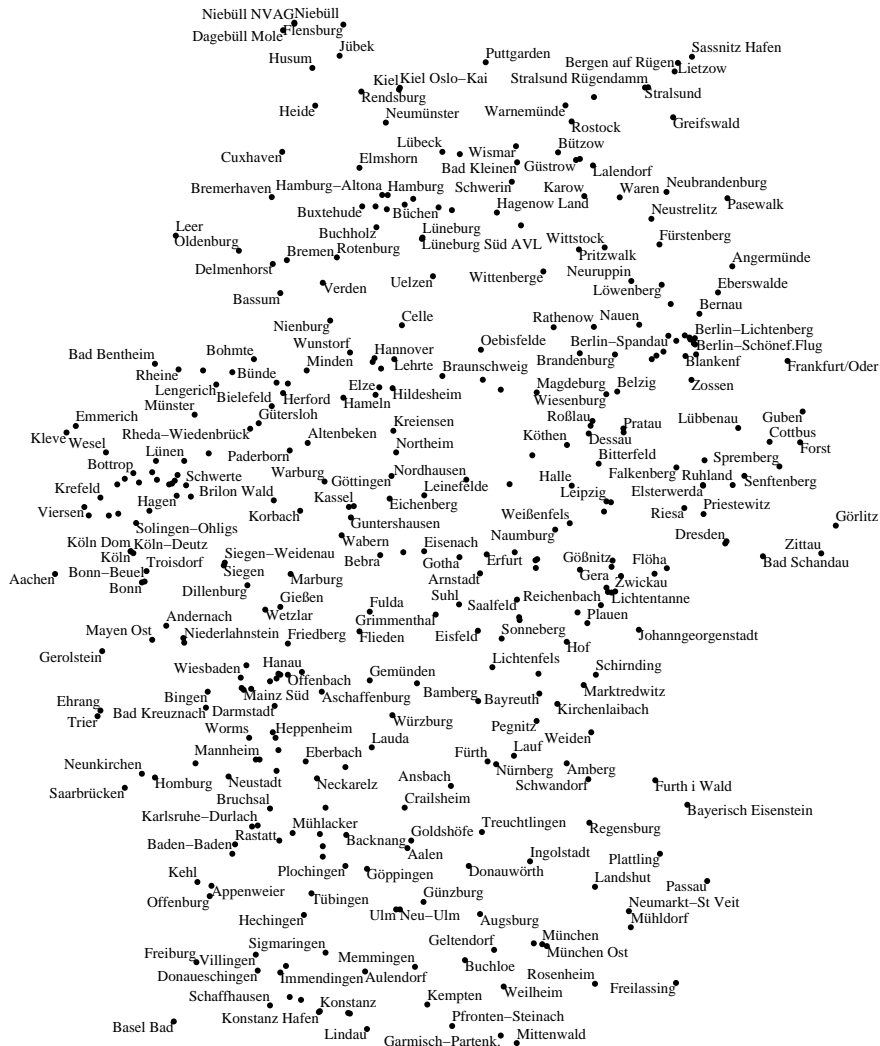 Niebüll NVAG
Niebüll
Dagebüll Mole
Flensburg
Jübek
Husum
Puttgarden
Sassnitz Hafen
Bergen auf Rügen
Lietzow
Kiel
Kiel Oslo–Kai
Stralsund Rügendamm
Stralsund
Rendsburg
Heide
Neumünster
Warnemünde
Rostock
Greifswald
Cuxhaven
Elmshorn
Lübeck
Wismar
Bützow
Bad Kleinen
Güstrow
Lalendorf
Bremerhaven
Hamburg–Altona
Hamburg
Schwerin
Karow
Waren
Neubrandenburg
Buxtehude
Büchen
Hagenow Land
Pasewalk
Neustrelitz
Leer
Oldenburg
Buchholz
Lüneburg
Lüneburg Süd AVL
Wittstock
Fürstenberg
Pritzwalk
Bremen
Rotenburg
Delmenhorst
Angermünde
Uelzen
Wittenberge
Neuruppin
Eberswalde
Löwenberg
Bassum
Verden
Bernau
Nienburg
Celle
Rathenow
Nauen
Berlin–Lichtenberg
Wunstorf
Oebisfelde
Berlin–Spandau
Berlin–Schönef.Flug
Bad Bentheim
Bohmte
Minden
Hannover
Lehrte
Braunschweig
Brandenburg
Blankenf
Frankfurt/Oder
Rheine
Bünde
Lengerich
Bielefeld
Herford
Elze
Hameln
Hildesheim
Magdeburg
Wiesenburg
Belzig
Zossen
Münster
Gütersloh
Emmerich
Kleve
Rheda–Wiedenbrück
Kreiensen
Roßlau
Dessau
Pratau
Lübbenau
Guben
Cottbus
Forst
Wesel
Altenbeken
Northeim
Köthen
Bitterfeld
Paderborn
Lünen
Bottrop
Schwerte
Warburg
Göttingen
Nordhausen
Halle
Falkenberg
Spremberg
Ruhland
Senftenberg
Krefeld
Brilon Wald
Kassel
Leinefelde
Leipzig
Elsterwerda
Viersen
Hagen
Korbach
Eichenberg
Weißenfels
Riesa
Priestewitz
Görlitz
Solingen–Ohligs
Guntershausen
Naumburg
Dresden
Köln Dom
Köln–Deutz
Köln
Wabern
Bebra
Eisenach
Gotha
Erfurt
Gößnitz
Flöha
Zittau
Bad Schandau
Troisdorf
Siegen–Weidenau
Siegen
Aachen
Bonn–Beuel
Bonn
Dillenburg
Marburg
Arnstadt
Gera
Zwickau
Lichtentanne
Gießen
Wetzlar
Fulda
Suhl
Saalfeld
Reichenbach
Andernach
Grimmenthal
Plauen
Mayen Ost
Niederlahnstein
Friedberg
Flieden
Eisfeld
Sonneberg
Hof
Johanngeorgenstadt
Gerolstein
Wiesbaden
Hanau
Offenbach
Gemünden
Lichtenfels
Schirnding
Bingen
Mainz Süd
Aschaffenburg
Bamberg
Bayreuth
Marktredwitz
Ehrang
Trier
Bad Kreuznach
Darmstadt
Kirchenlaibach
Worms
Heppenheim
Würzburg
Pegnitz
Weiden
Lauda
Mannheim
Eberbach
Fürth
Lauf
Nürnberg
Amberg
Neunkirchen
Homburg
Neustadt
Neckarelz
Ansbach
Schwandorf
Furth i Wald
Saarbrücken
Bruchsal
Crailsheim
Bayerisch Eisenstein
Karlsruhe–Durlach
Mühlacker
Rastatt
Backnang
Goldshöfe
Treuchtlingen
Regensburg
Baden–Baden
Aalen
Plattling
Kehl
Appenweier
Plochingen
Göppingen
Donauwörth
Ingolstadt
Landshut
Passau
Offenburg
Tübingen
Günzburg
Neumarkt–St Veit
Hechingen
Ulm
Neu–Ulm
Augsburg
Mühldorf
Geltendorf
München
München Ost
Freiburg
Villingen
Sigmaringen
Memmingen
Buchloe
Donaueschingen
Immendingen
Aulendorf
Rosenheim
Freilassing
Weilheim
Schaffhausen
Konstanz
Kempten
Konstanz Hafen
Basel Bad
Lindau
Pfronten–Steinach
Garmisch–Partenk.
Mittenwald